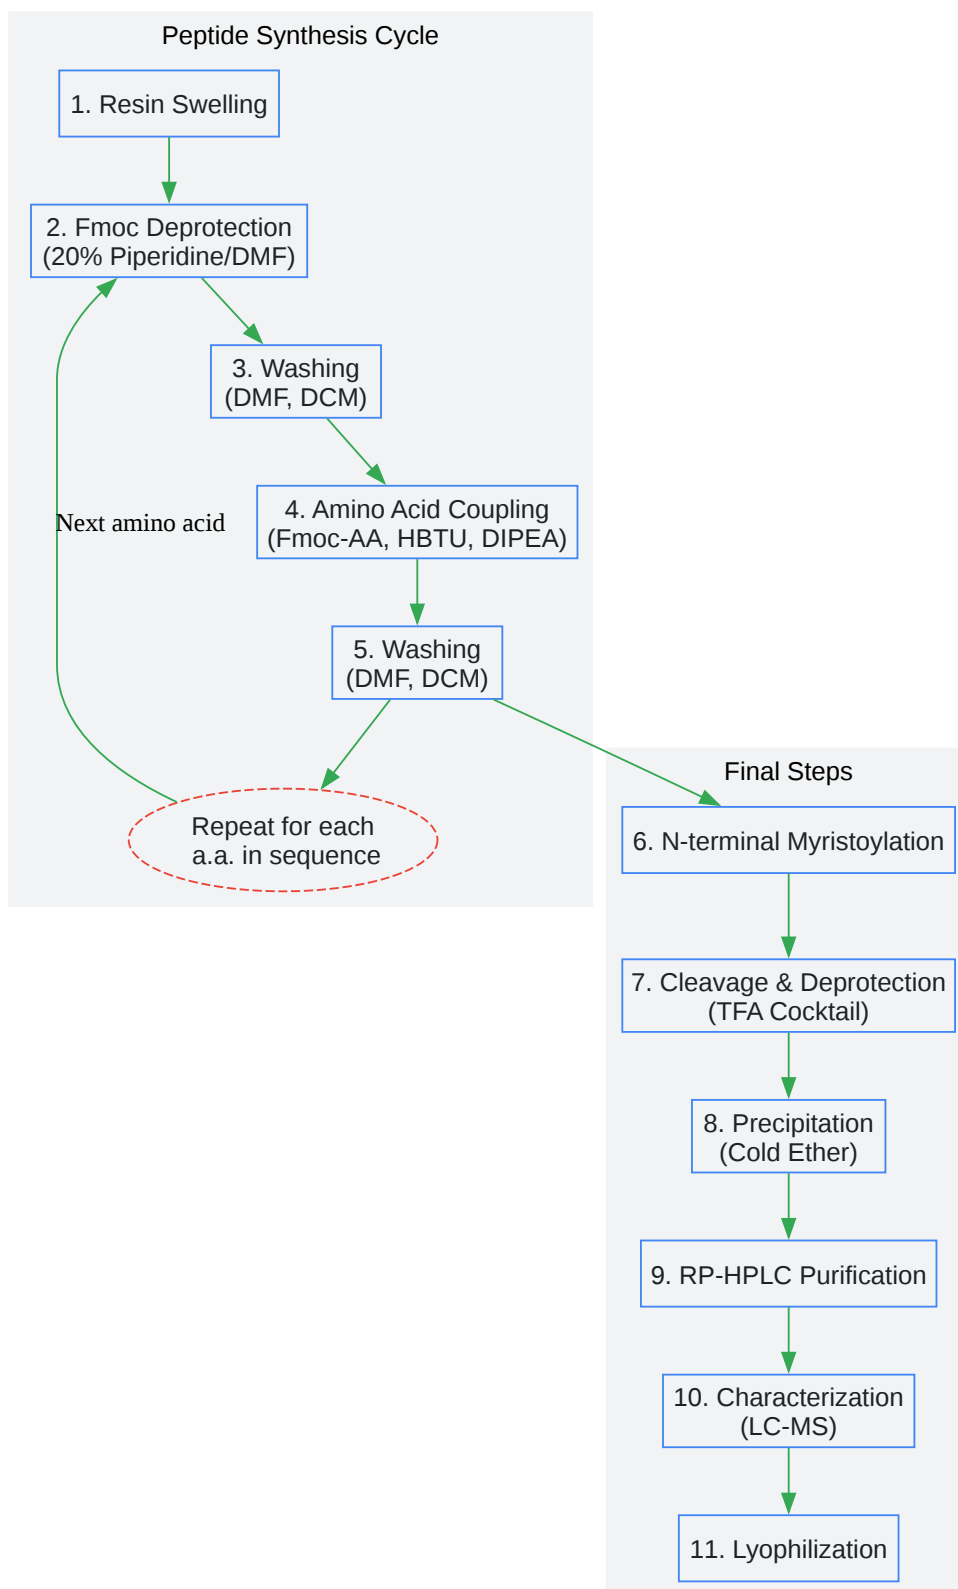 Peptide Synthesis Cycle
1. Resin Swelling
2. Fmoc Deprotection
(20% Piperidine/DMF)
3. Washing
(DMF, DCM)
Next amino acid
4. Amino Acid Coupling
(Fmoc-AA, HBTU, DIPEA)
5. Washing
(DMF, DCM)
Repeat for each
a.a. in sequence
Final Steps
6. N-terminal Myristoylation
7. Cleavage & Deprotection
(TFA Cocktail)
8. Precipitation
(Cold Ether)
9. RP-HPLC Purification
10. Characterization
(LC-MS)
11. Lyophilization